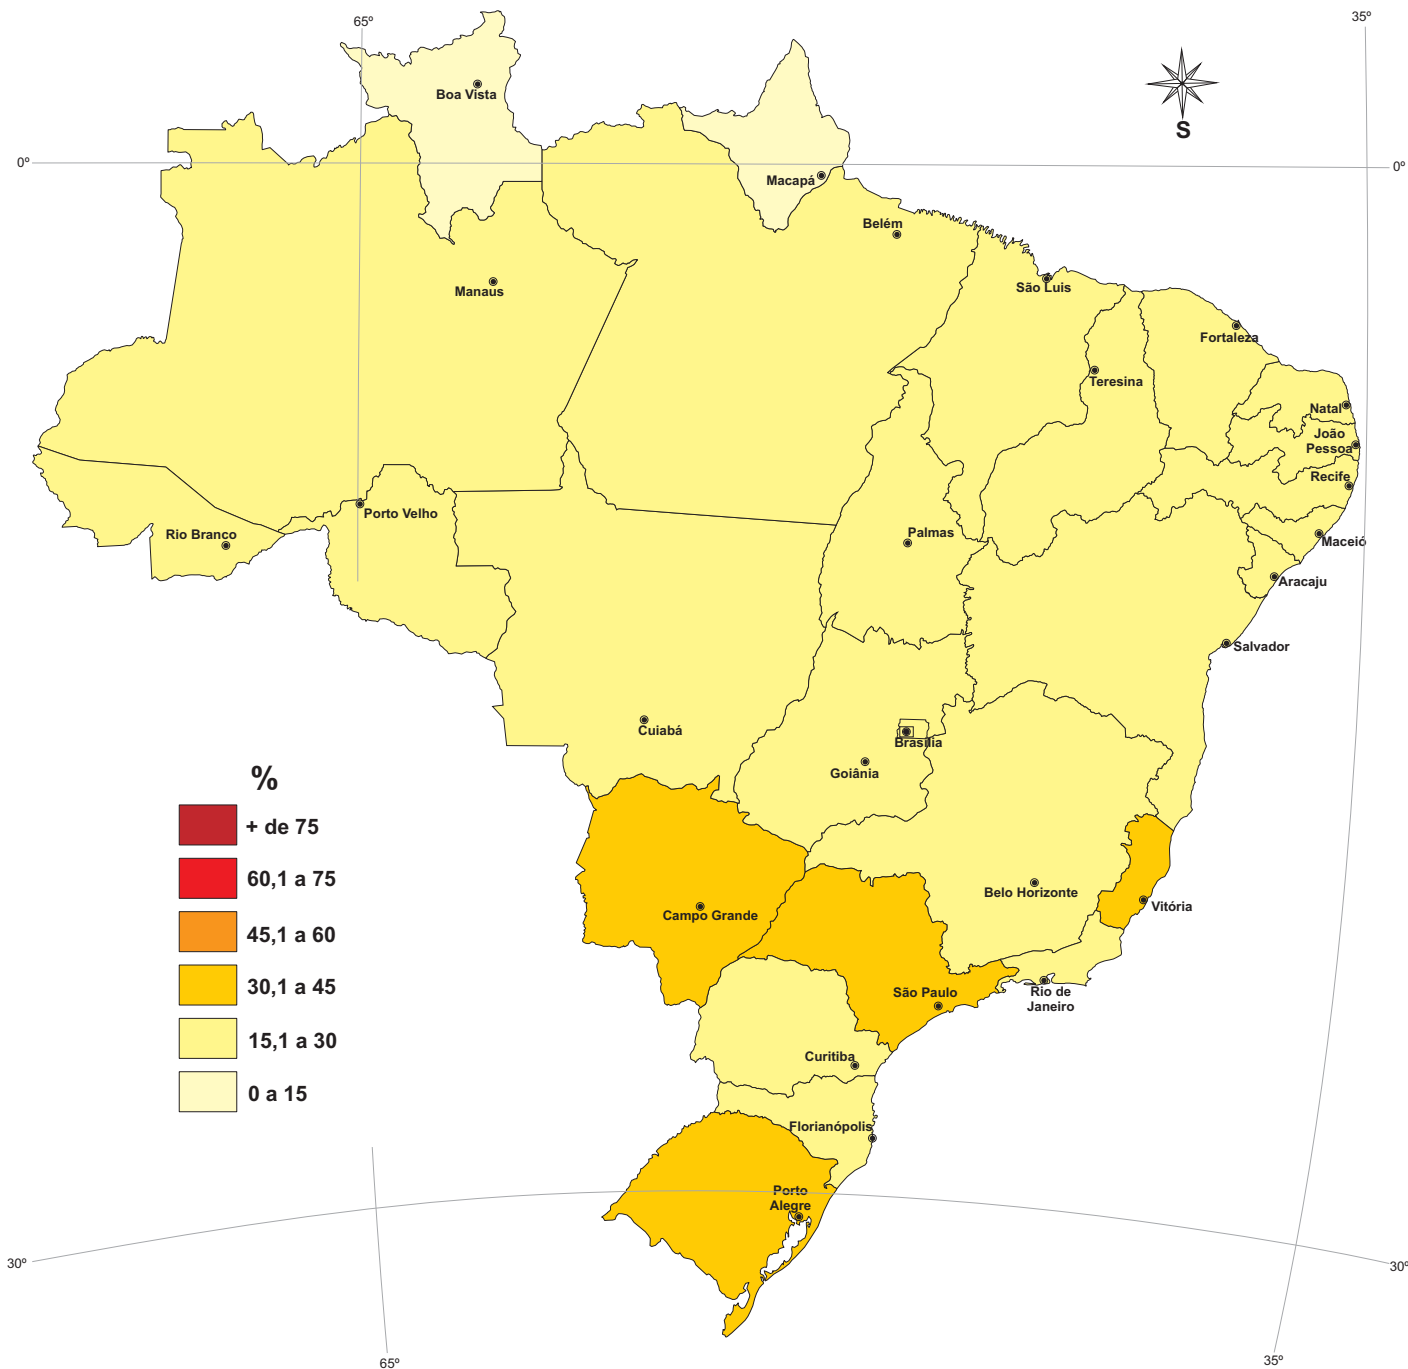 65º
35º
Boa Vista
S
0º
0º
Macapá
Belém
São Luis
Manaus
Fortaleza
Teresina
Natal
João
Pessoa
Recife
Porto Velho
Rio Branco
Palmas
Maceió
Aracaju
Salvador
Cuiabá
Brasília
Goiânia
%
+ de 75
60,1 a 75
45,1 a 60
30,1 a 45
15,1 a 30
0 a 15
Belo Horizonte
Vitória
Campo Grande
São Paulo
Rio de
Janeiro
Curitiba
Florianópolis
Porto
Alegre
30º
30º
65º
35º